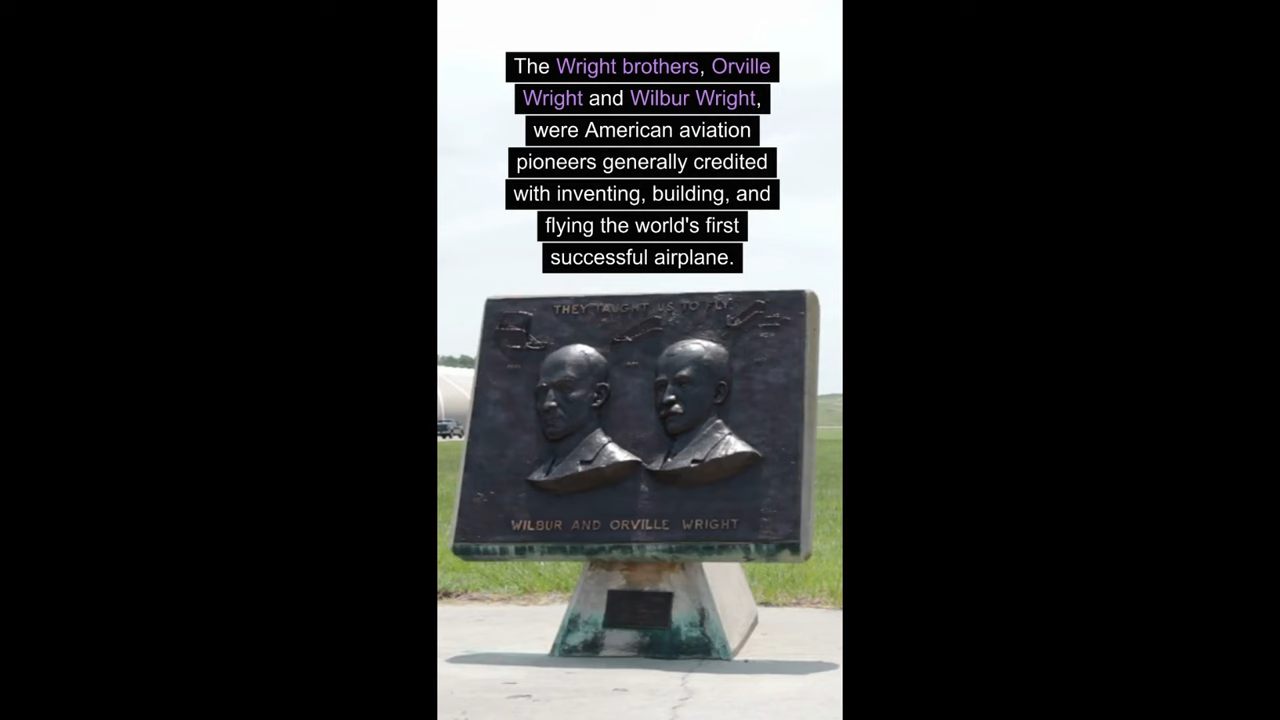 The Wright brothers, Orville
Wright and Wilbur Wright,
were American aviation
pioneers generally credited
with inventing, building, and
flying the world's first
successful airplane.
THEY TAUGHT US TO FLY
WILBUR AND ORVILLE WRIGHT